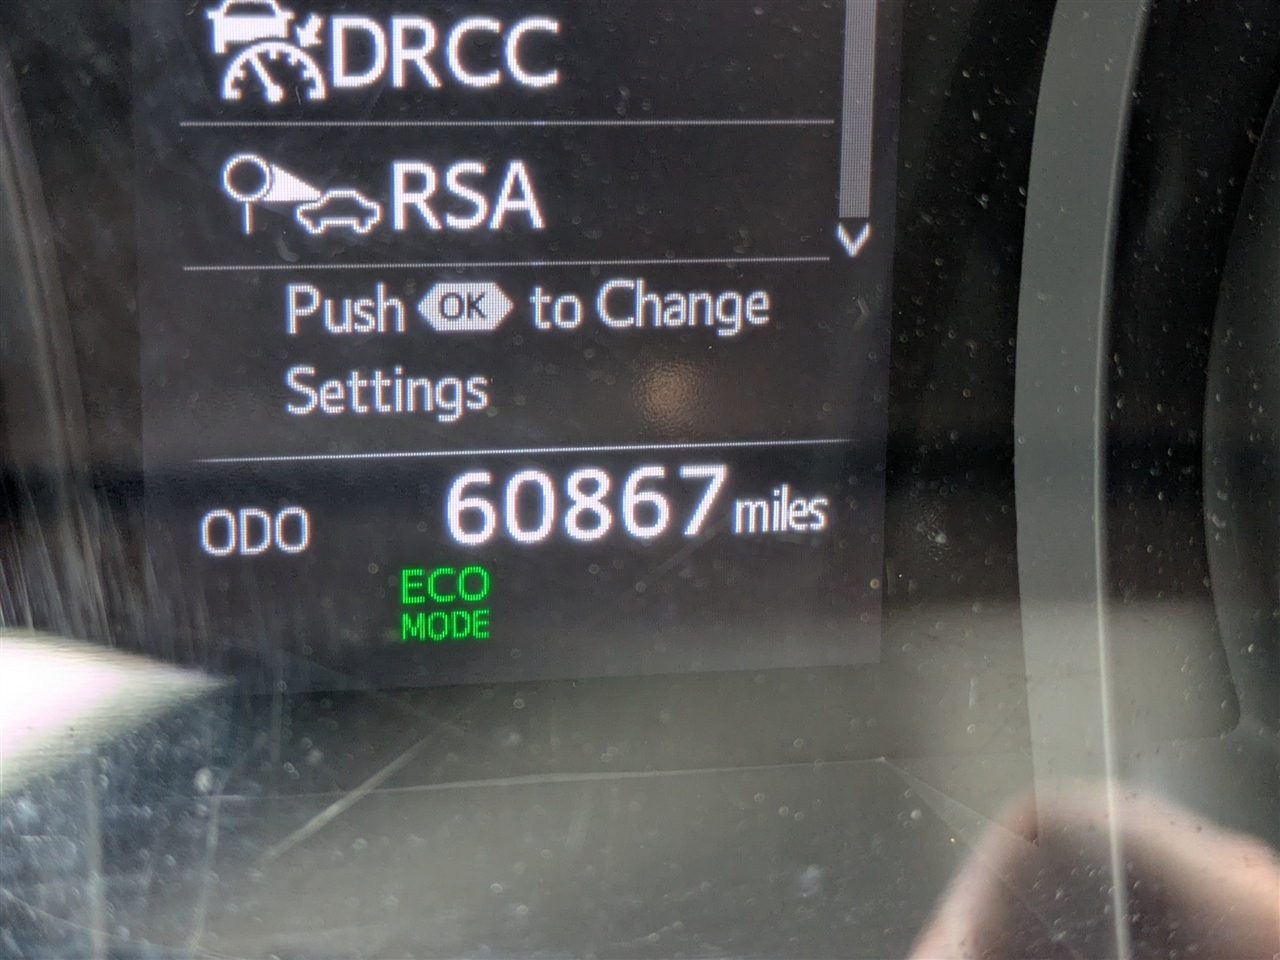 DRCC
RSA
Push OK to Change
Settings
ODO 60867 miles
ECO
MODE